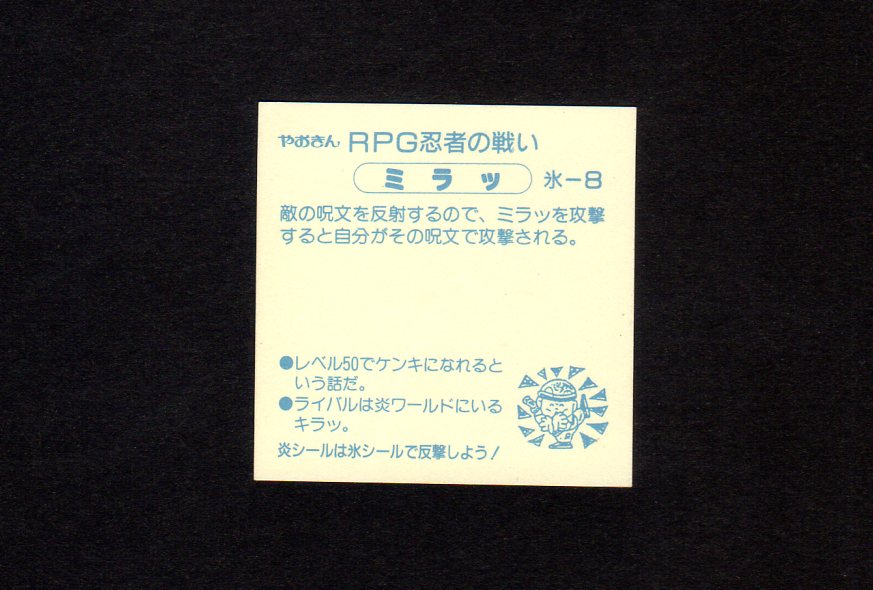 やおきん RPG忍者の戦い
ミラッ 氷－8
敵の呪文を反射するので、ミラッを攻撃
すると自分がその呪文で攻撃される。
●レベル50でケンキになれると
いう話だ。
●ライバルは炎ワールドにいる
キラッ。
炎シールは氷シールで反撃しよう！